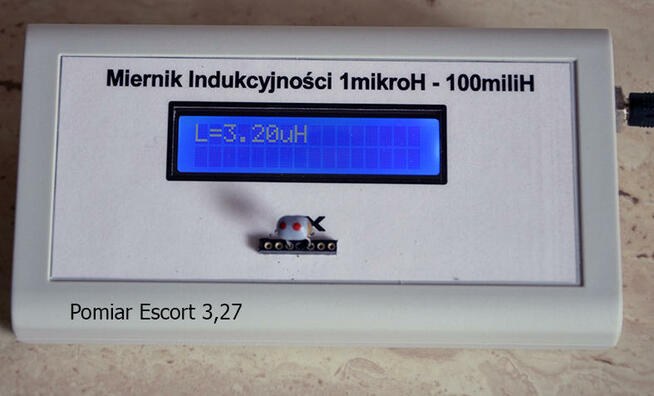 Miernik Indukcyjności 1mikroH - 100miliH
L=3.20uH
Pomiar Escort 3,27